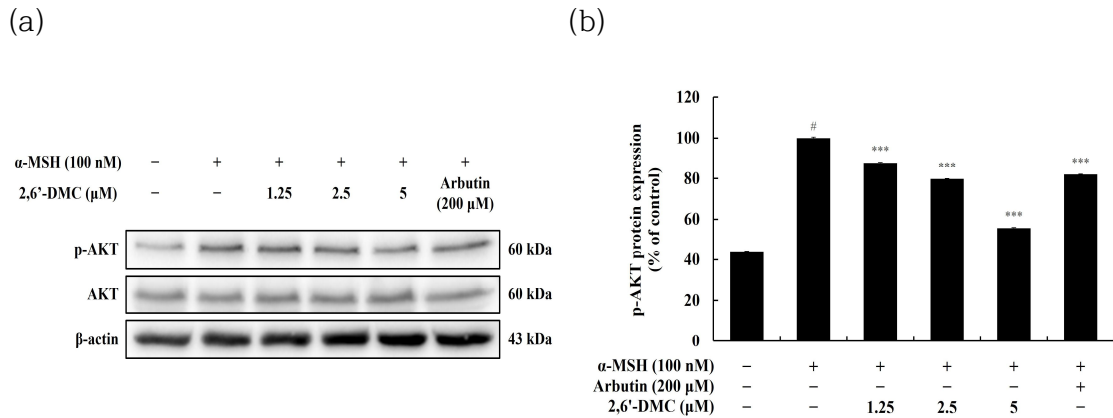 (a)
α-MSH (100 nM) – + + + + +
2,6'-DMC (μM) – – 1.25 2.5 5 Arbutin
(200 μM)
p-AKT 60 kDa
AKT 60 kDa
β-actin 43 kDa
(b)
p-AKT protein expression
(% of control)
120
100
80
60
40
20
0
#
***
***
***
***
α-MSH (100 nM) – + + + + +
Arbutin (200 μM) – – – – – +
2,6'-DMC (μM) – – 1.25 2.5 5 –